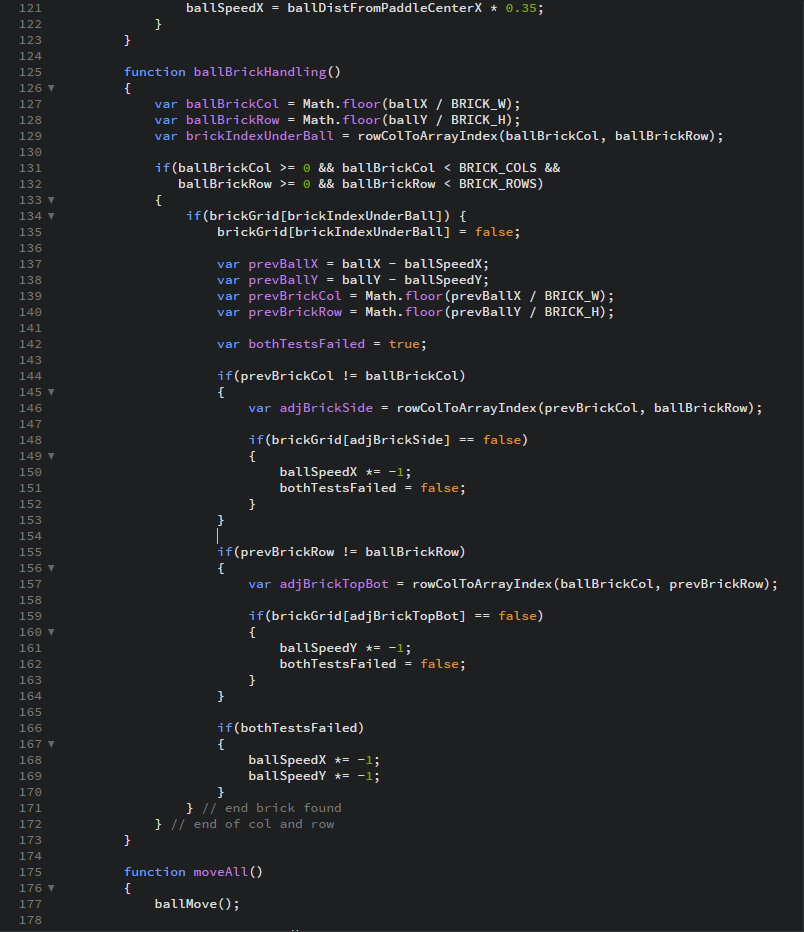 121 ballSpeedX = ballDistFromPaddleCenterX * 0.35;
122 }
123 }
124
125 function ballBrickHandling()
126 {
127 var ballBrickCol = Math.floor(ballX / BRICK_W);
128 var ballBrickRow = Math.floor(ballY / BRICK_H);
129 var brickIndexUnderBall = rowColToArrayIndex(ballBrickCol, ballBrickRow);
130
131 if(ballBrickCol >= 0 && ballBrickCol < BRICK_COLS &&
132 ballBrickRow >= 0 && ballBrickRow < BRICK_ROWS)
133 {
134 if(brickGrid[brickIndexUnderBall]) {
135 brickGrid[brickIndexUnderBall] = false;
136
137 var prevBallX = ballX - ballSpeedX;
138 var prevBallY = ballY - ballSpeedY;
139 var prevBrickCol = Math.floor(prevBallX / BRICK_W);
140 var prevBrickRow = Math.floor(prevBallY / BRICK_H);
141
142 var bothTestsFailed = true;
143
144 if(prevBrickCol != ballBrickCol)
145 {
146 var adjBrickSide = rowColToArrayIndex(prevBrickCol, ballBrickRow);
147
148 if(brickGrid[adjBrickSide] == false)
149 {
150 ballSpeedX *= -1;
151 bothTestsFailed = false;
152 }
153 }
154
155 if(prevBrickRow != ballBrickRow)
156 {
157 var adjBrickTopBot = rowColToArrayIndex(ballBrickCol, prevBrickRow);
158
159 if(brickGrid[adjBrickTopBot] == false)
160 {
161 ballSpeedY *= -1;
162 bothTestsFailed = false;
163 }
164 }
165
166 if(bothTestsFailed)
167 {
168 ballSpeedX *= -1;
169 ballSpeedY *= -1;
170 }
171 } // end brick found
172 } // end of col and row
173 }
174
175 function moveAll()
176 {
177 ballMove();
178